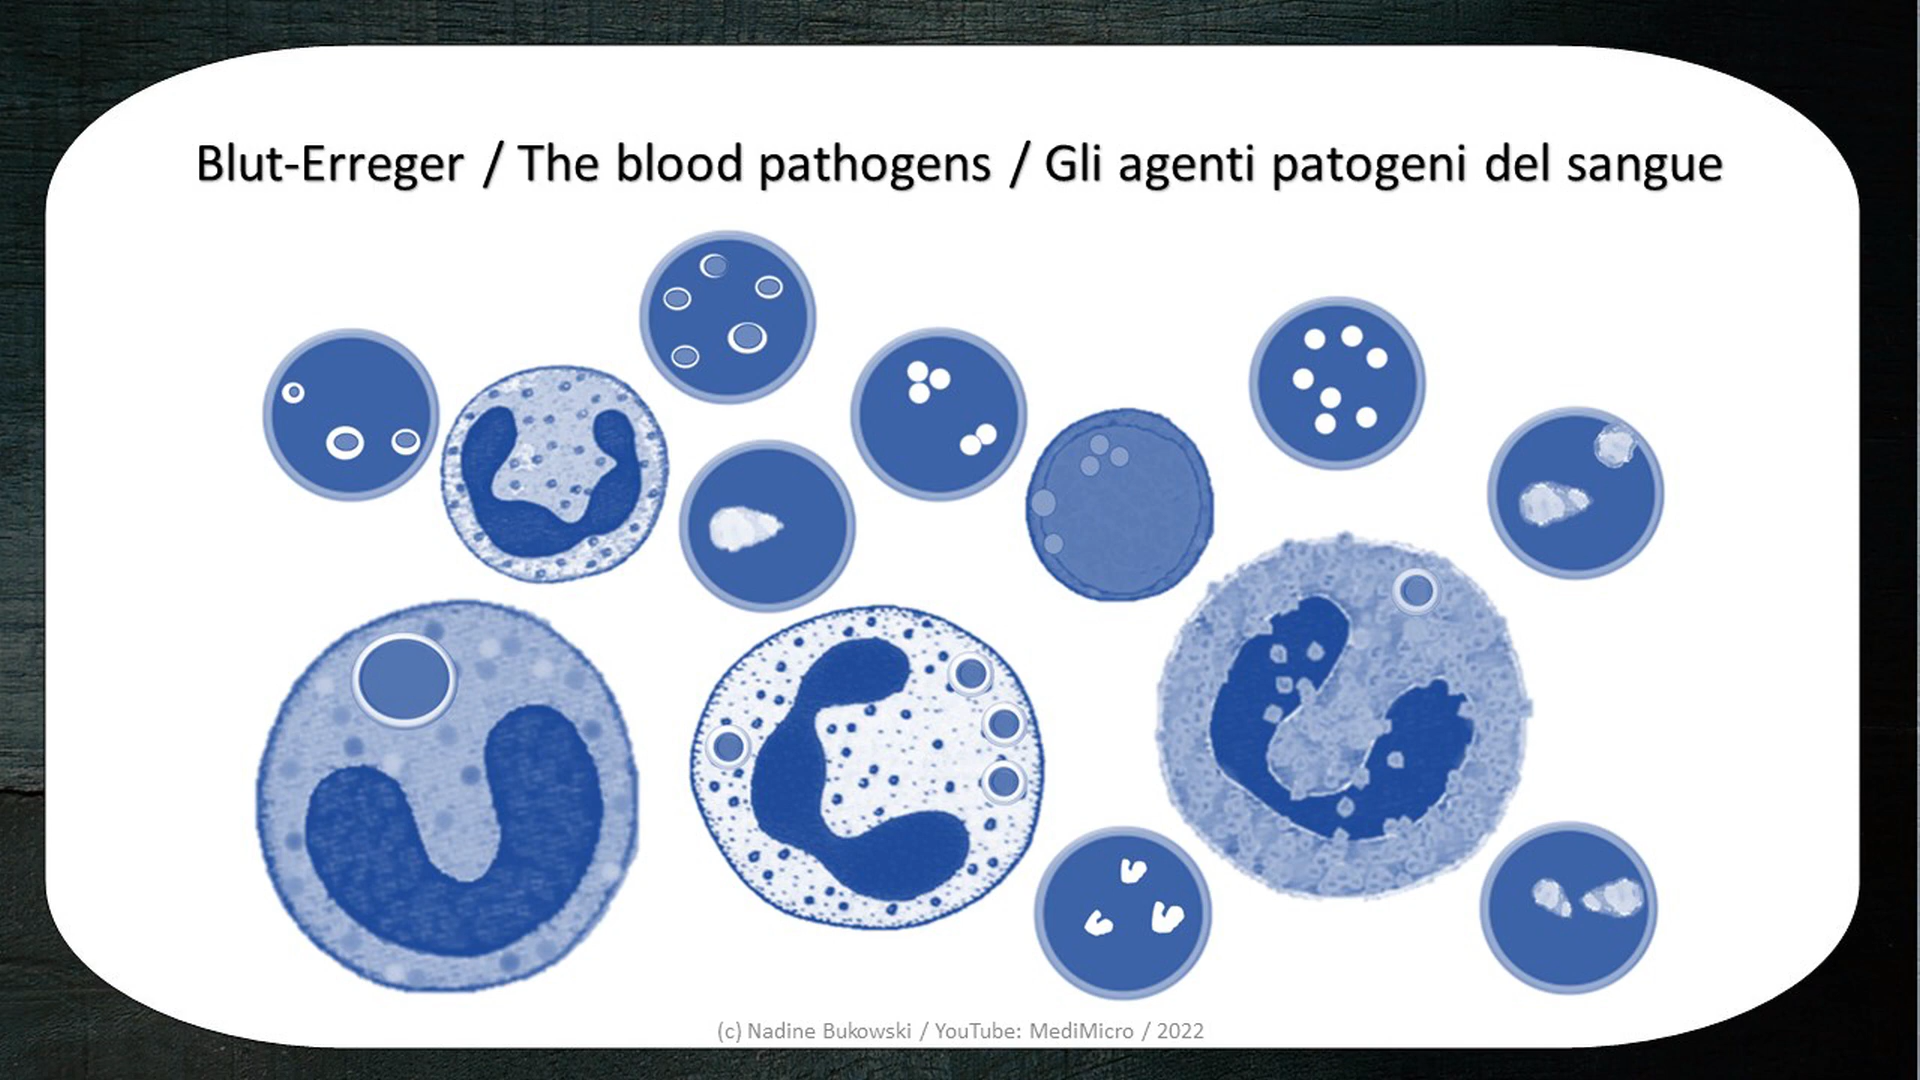 Blut-Erreger / The blood pathogens / Gli agenti patogeni del sangue
(c) Nadine Bukowski / YouTube: MediMicro / 2022